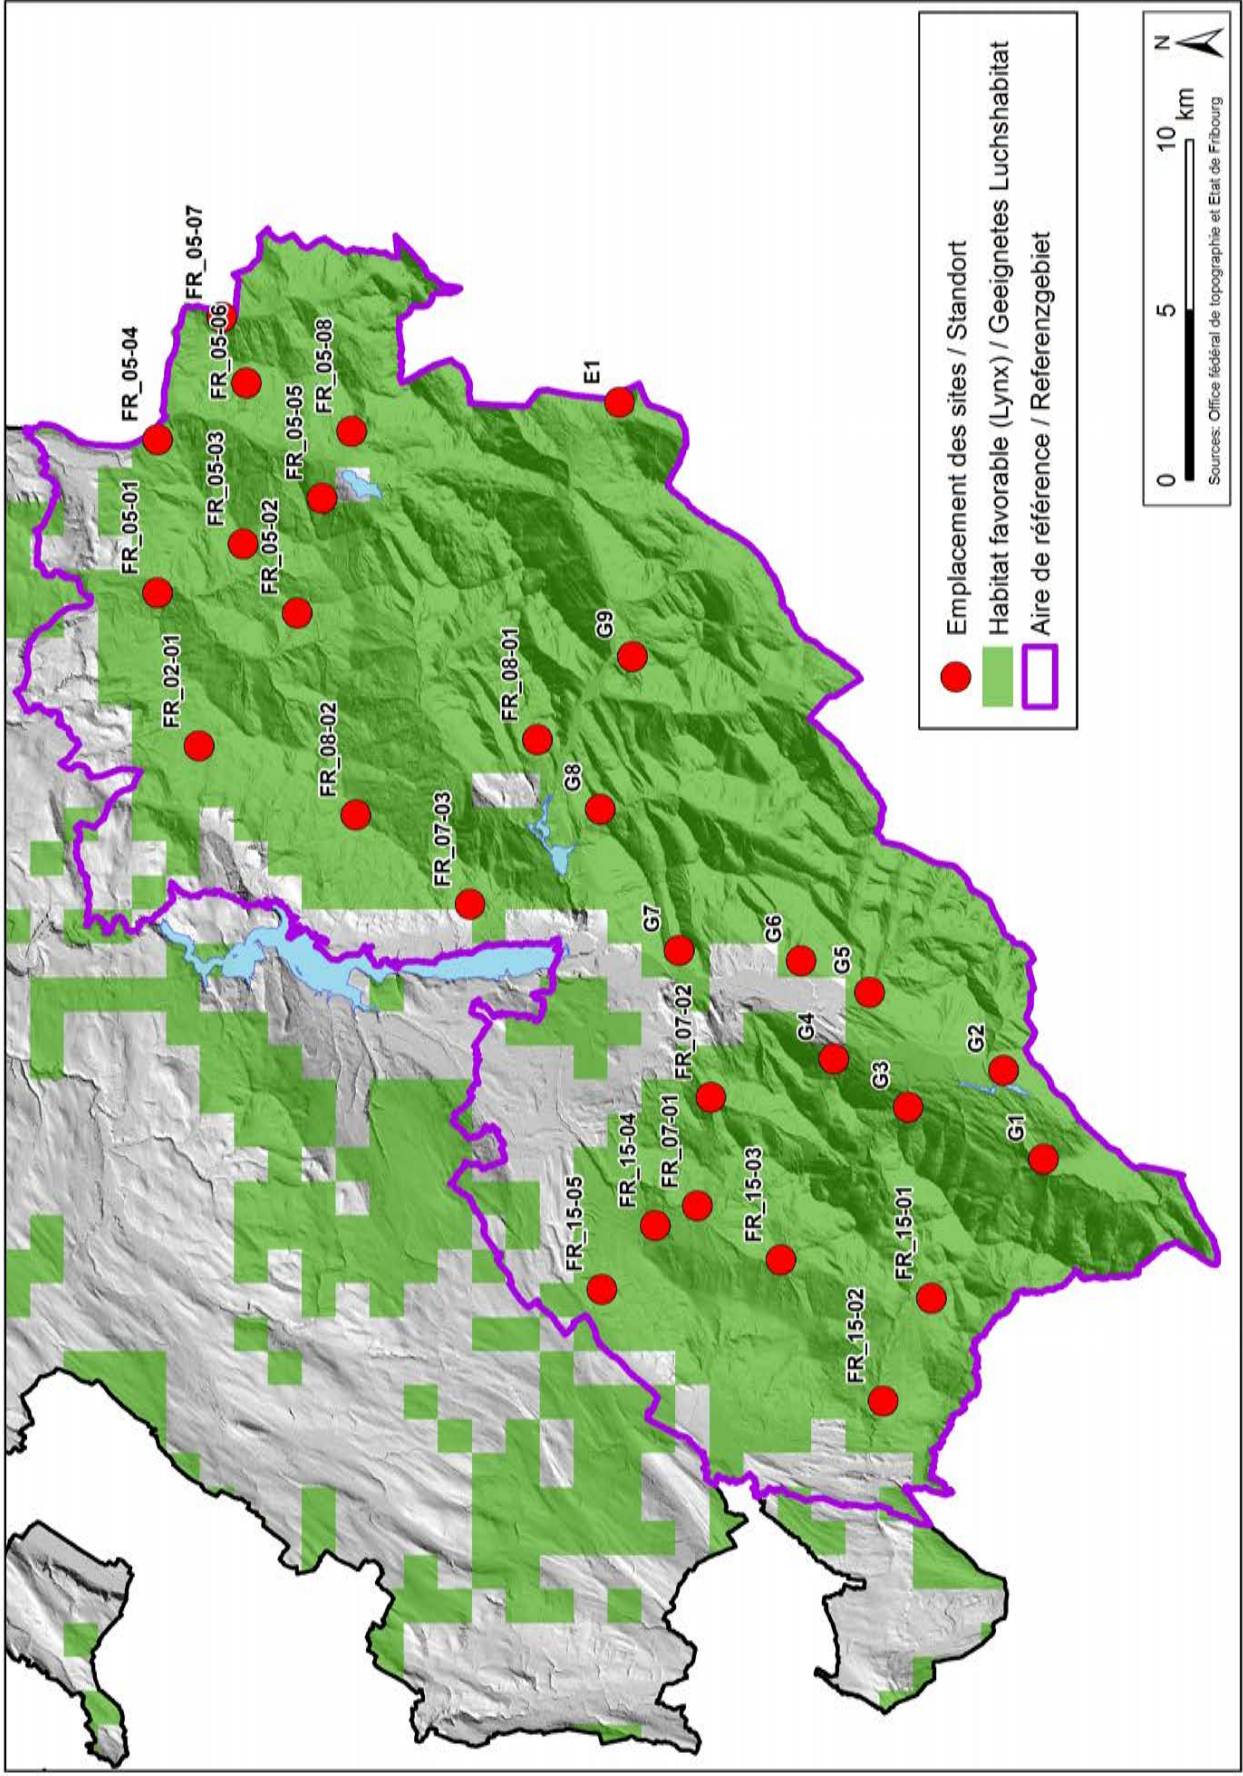 FR_05-07
FR_05-04
FR_05-06
FR_05-08
FR_05-01
FR_05-03
FR_05-05
FR_05-02
E1
FR_02-01
FR_08-02
FR_08-01
G9
FR_07-03
G8
G7
G6
G5
FR_07-02
G4
G3
G2
G1
FR_15-04
FR_07-01
FR_15-05
FR_15-03
FR_15-01
FR_15-02
Emplacement des sites / Standort
Habitat favorable (Lynx) / Geeignetes Luchshabitat
Aire de référence / Referenzgebiet
N
0 5 10
km
Sources: Office fédéral de topographie et Etat de Fribourg